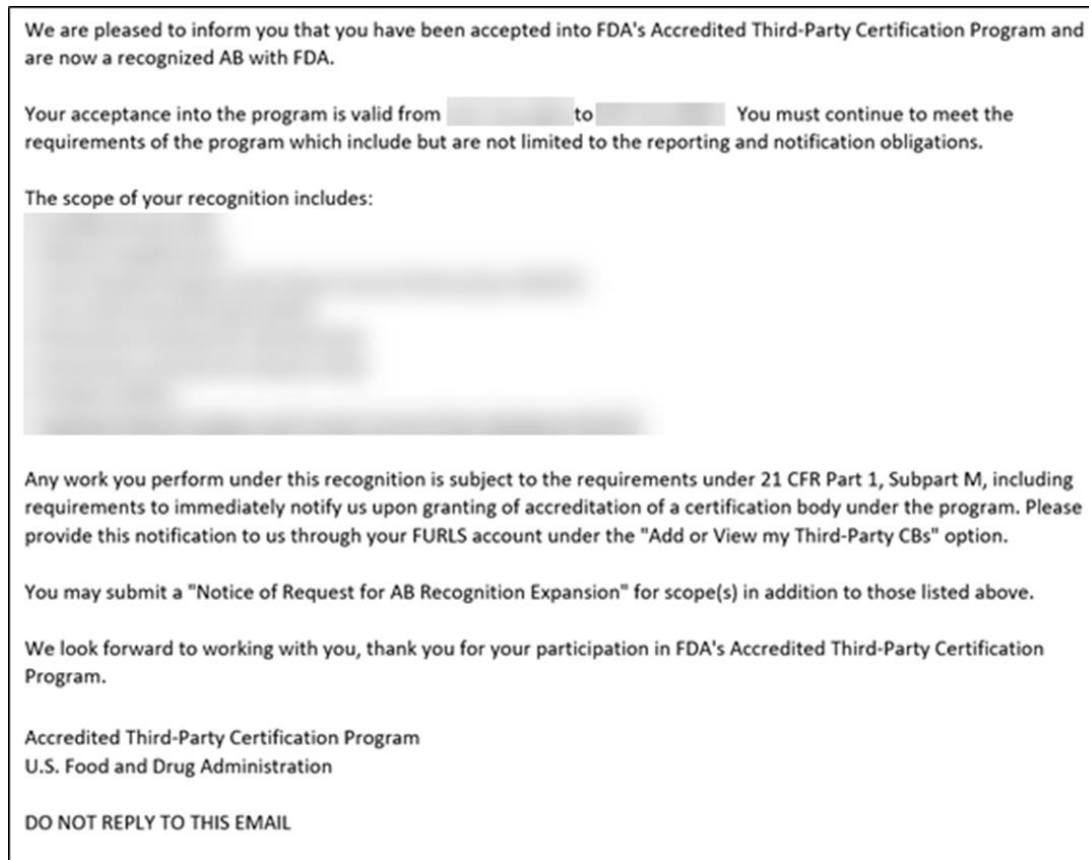 We are pleased to inform you that you have been accepted into FDA's Accredited Third-Party Certification Program and
are now a recognized AB with FDA.
Your acceptance into the program is valid from to You must continue to meet the
requirements of the program which include but are not limited to the reporting and notification obligations.
The scope of your recognition includes:
Any work you perform under this recognition is subject to the requirements under 21 CFR Part 1, Subpart M, including
requirements to immediately notify us upon granting of accreditation of a certification body under the program. Please
provide this notification to us through your FURLS account under the "Add or View my Third-Party CBs" option.
You may submit a "Notice of Request for AB Recognition Expansion" for scope(s) in addition to those listed above.
We look forward to working with you, thank you for your participation in FDA's Accredited Third-Party Certification
Program.
Accredited Third-Party Certification Program
U.S. Food and Drug Administration
DO NOT REPLY TO THIS EMAIL